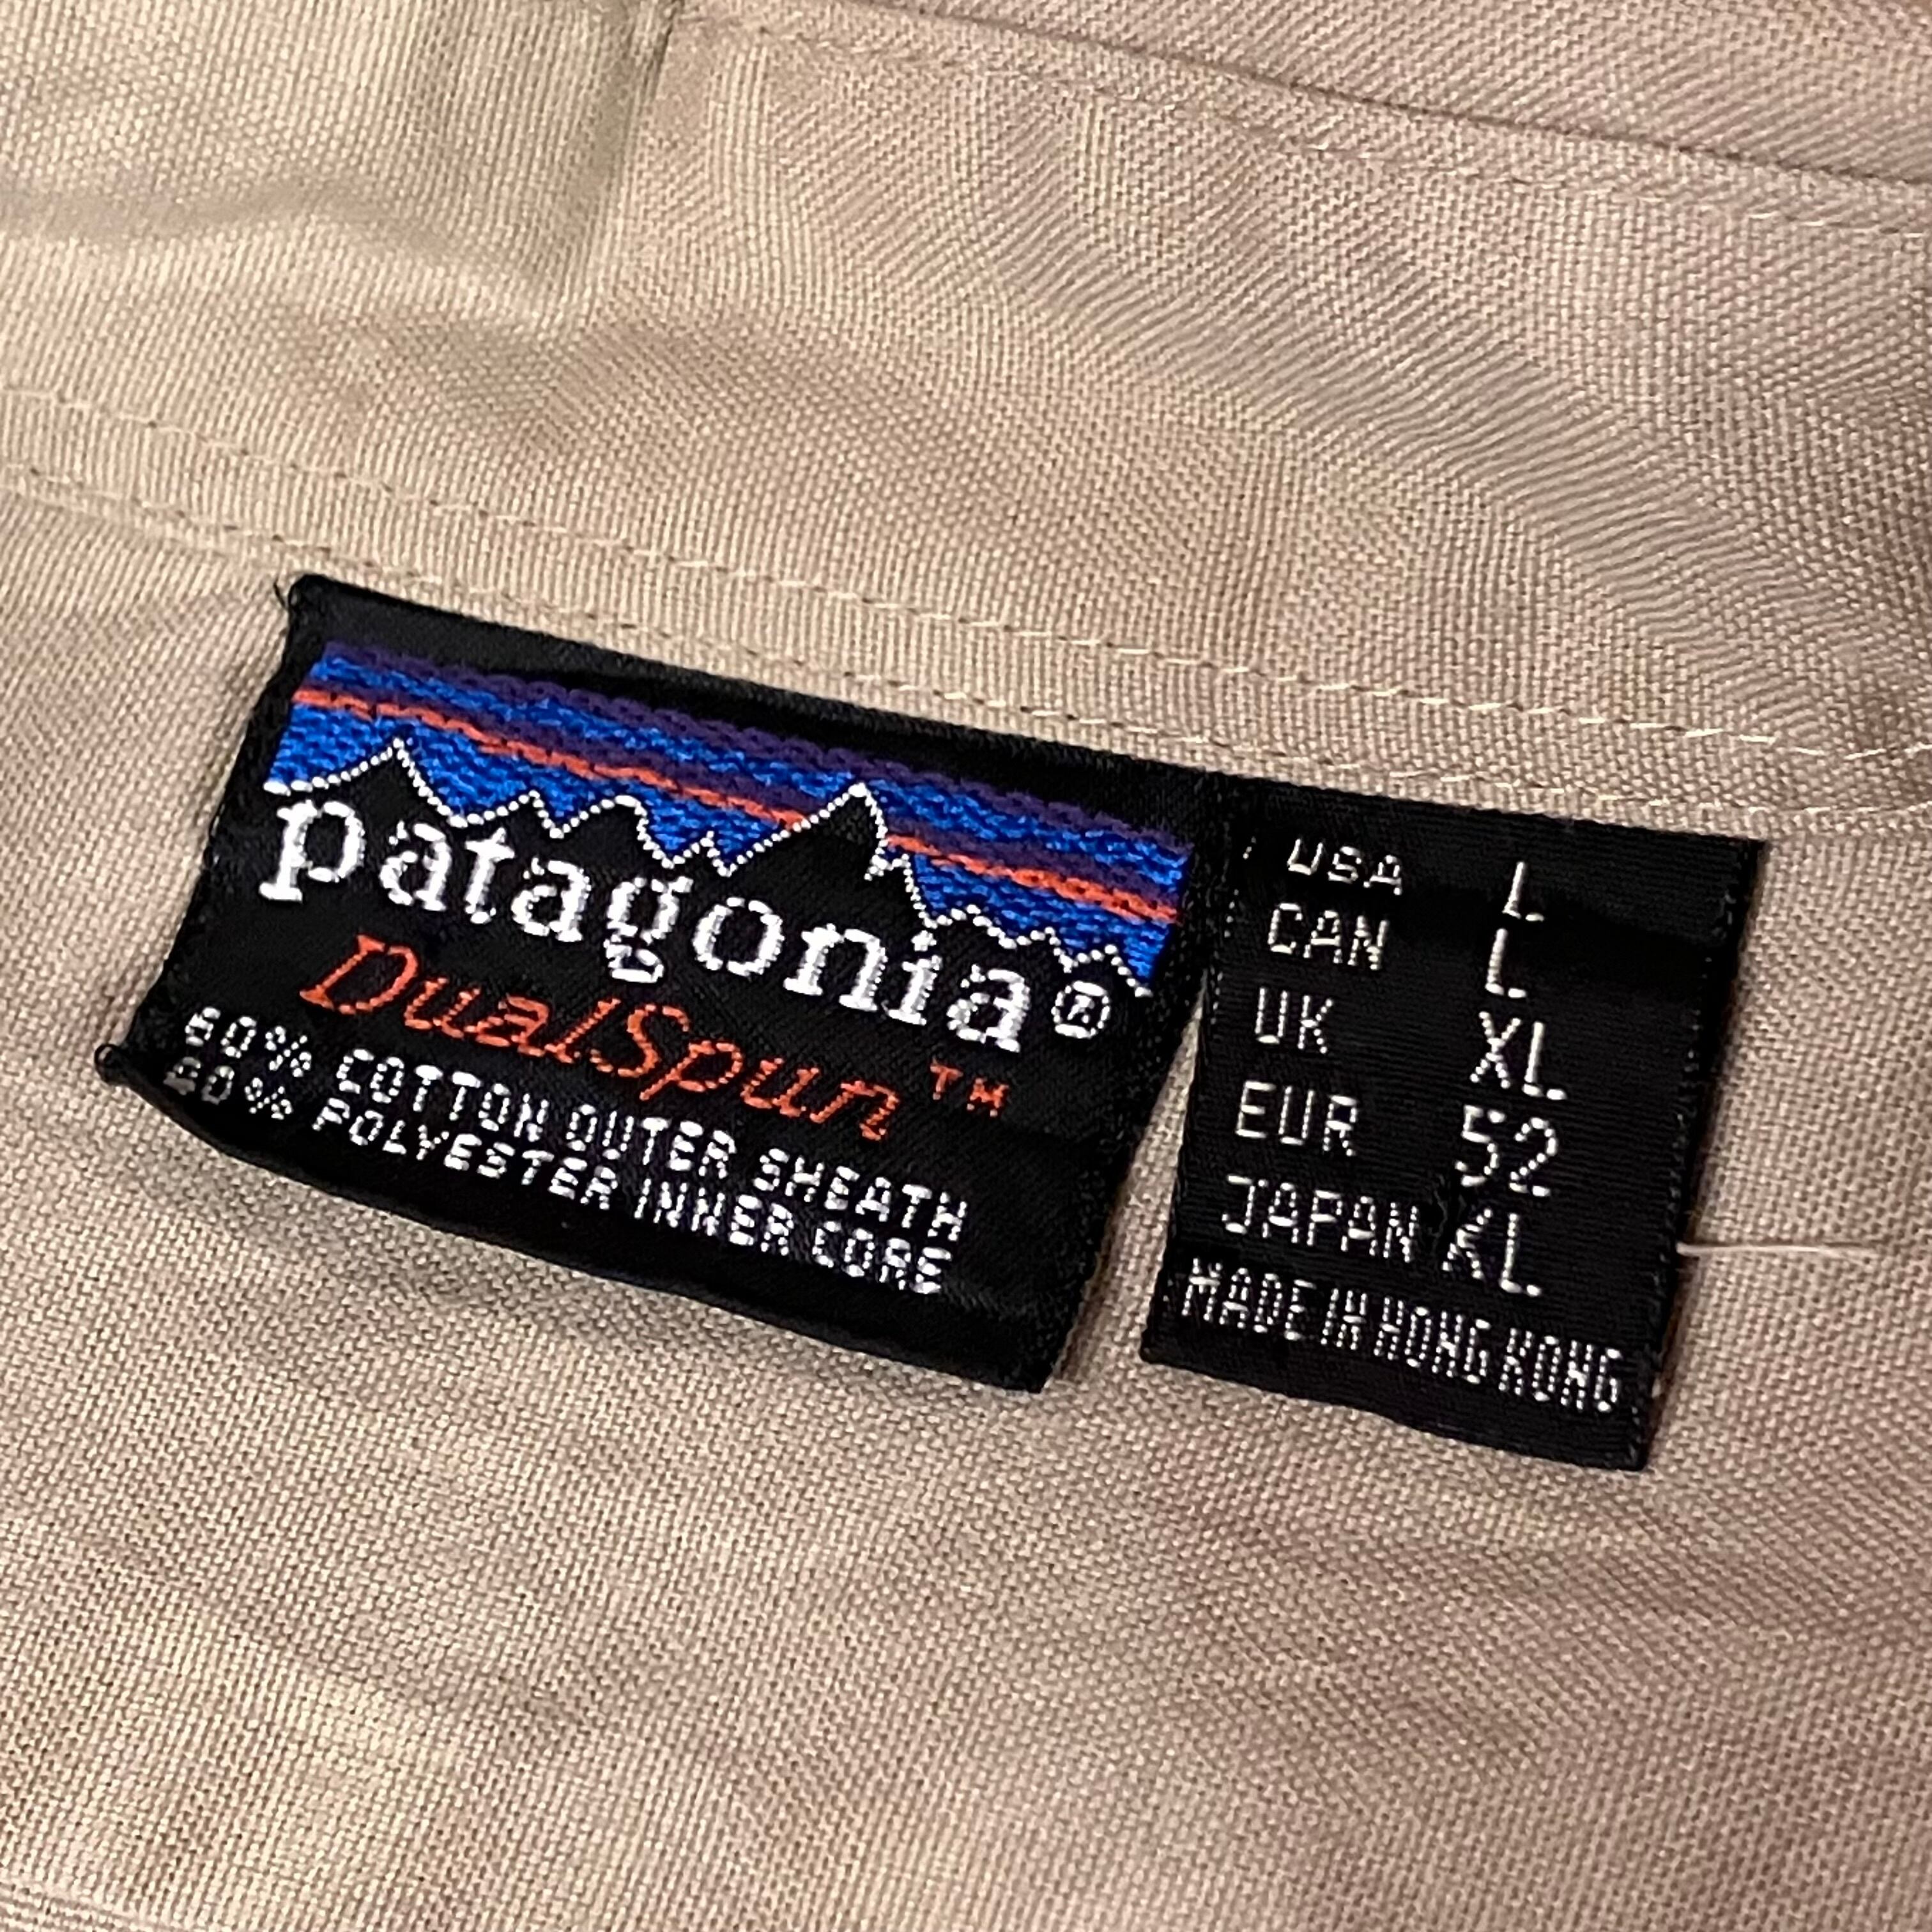 patagonia®
DualSpun™
60% COTTON OUTER SHEATH
POLYESTER INNER CORE
USA L
CAN L
UK XL
EUR 52
JAPAN XL
MADE IN HONG KONG